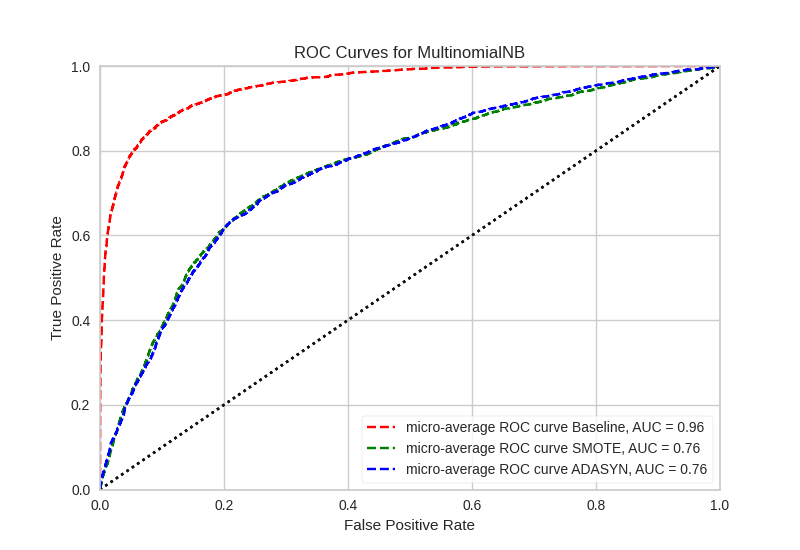 ROC Curves for MultinomialNB
1.0
0.8
0.6
0.4
0.2
0.0
True Positive Rate
0.0 0.2 0.4 0.6 0.8 1.0
False Positive Rate
micro-average ROC curve Baseline, AUC = 0.96
micro-average ROC curve SMOTE, AUC = 0.76
micro-average ROC curve ADASYN, AUC = 0.76